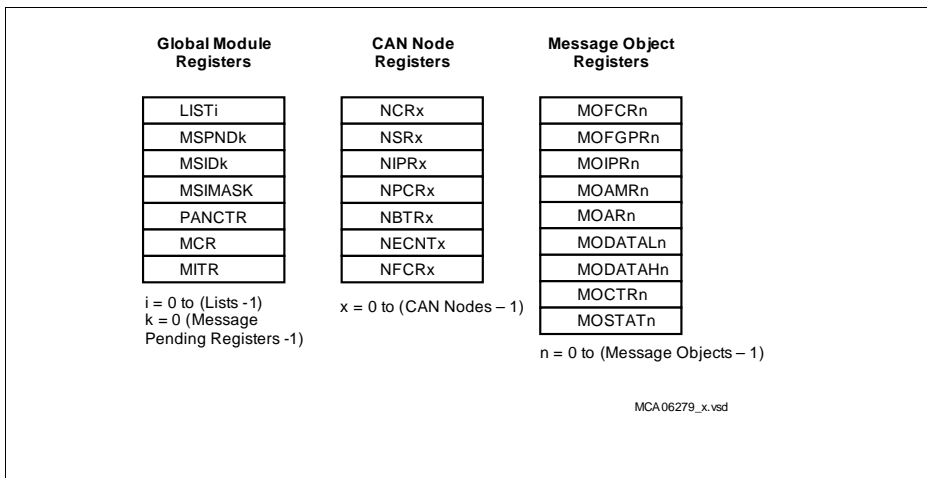 Global Module
Registers
LISTi
MSPNDk
MSIDk
MSIMASK
PANCTR
MCR
MITR
i = 0 to (Lists -1)
k = 0 (Message
Pending Registers -1)
CAN Node
Registers
NCRx
NSRx
NIPRx
NPCRx
NBTRx
NECNTx
NFCRx
x = 0 to (CAN Nodes – 1)
Message Object
Registers
MOFCRn
MOFGPRn
MOIPRn
MOAMRn
MOARn
MODATALn
MODATAHn
MOCTRn
MOSTATn
n = 0 to (Message Objects – 1)
MCA06279_x.vsd